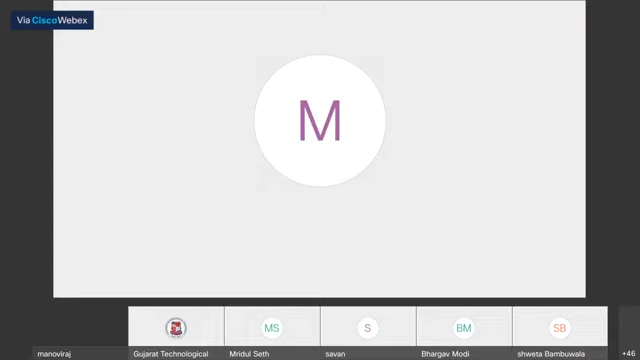 Via CiscoWebex
M
MS
S
BM
SB
manoviraj
Gujarat Technological
Mridul Seth
savan
Bhargav Modi
shweta Bambuwala
+46